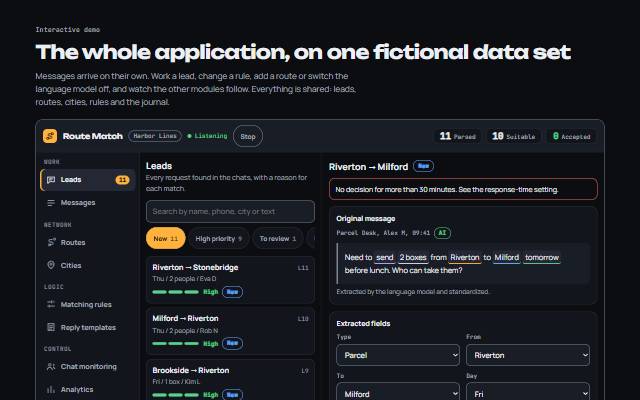 Interactive demo
The whole application, on one fictional data set
Messages arrive on their own. Work a lead, change a rule, add a route or switch the
language model off, and watch the other modules follow. Everything is shared: leads,
routes, cities, rules and the journal.
Route Match
Harbor Lines
Listening
Stop
11 Parsed
10 Suitable
0 Accepted
WORK
Leads
11
Messages
NETWORK
Routes
Cities
LOGIC
Matching rules
Reply templates
CONTROL
Chat monitoring
Analytics
Leads
Every request found in the chats, with a reason for
each match.
Search by name, phone, city or text
New 11
High priority 9
To review 1
Riverton → Stonebridge
L11
Thu / 2 people / Eva D
High
New
Milford → Riverton
L10
Thu / 2 people / Rob N
High
New
Brookside → Riverton
L9
Fri / 1 box / Kim L
High
New
Riverton → Milford
New
No decision for more than 30 minutes. See the response-time setting.
Original message
Parcel Desk, Alex M, 09:41
AI
Need to send 2 boxes from Riverton to Milford tomorrow
before lunch. Who can take them?
Extracted by the language model and standardized.
Extracted fields
Type
From
Parcel
Riverton
To
Day
Milford
Fri